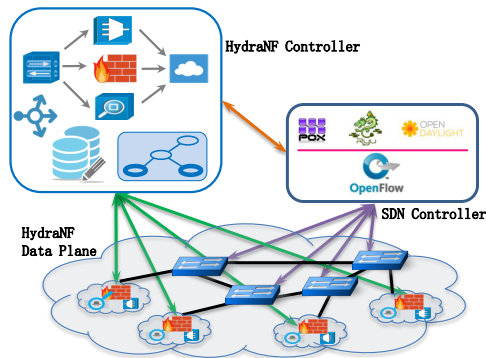 HydraNF Controller
POX
OPEN
DAYLIGHT
OpenFlow
SDN Controller
HydraNF
Data Plane